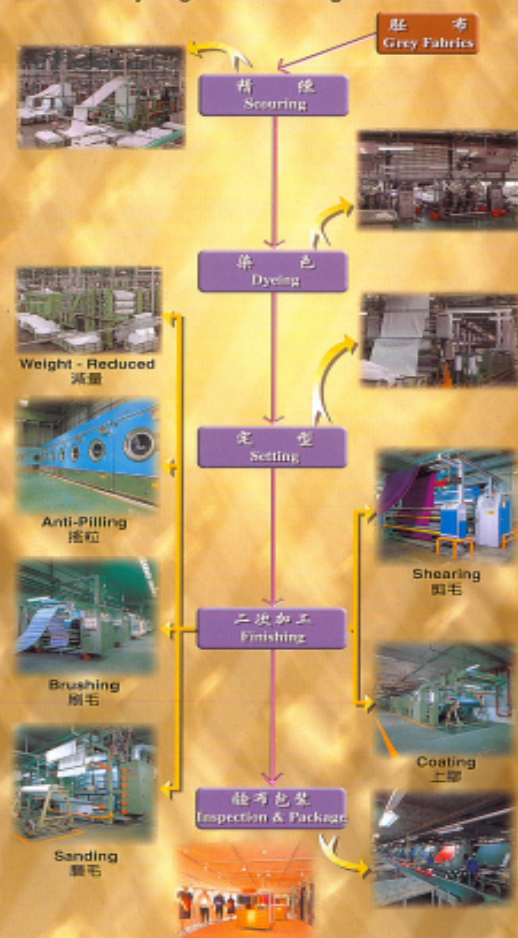 胚 布
Grey Fabrics
精 練
Scouring
染 色
Dyeing
Weight - Reduced
減量
定 型
Setting
Anti-Pilling
搖粒
Shearing
剪毛
二次加工
Finishing
Brushing
刷毛
Coating
上膠
驗布包裝
Inspection & Package
Sanding
磨毛